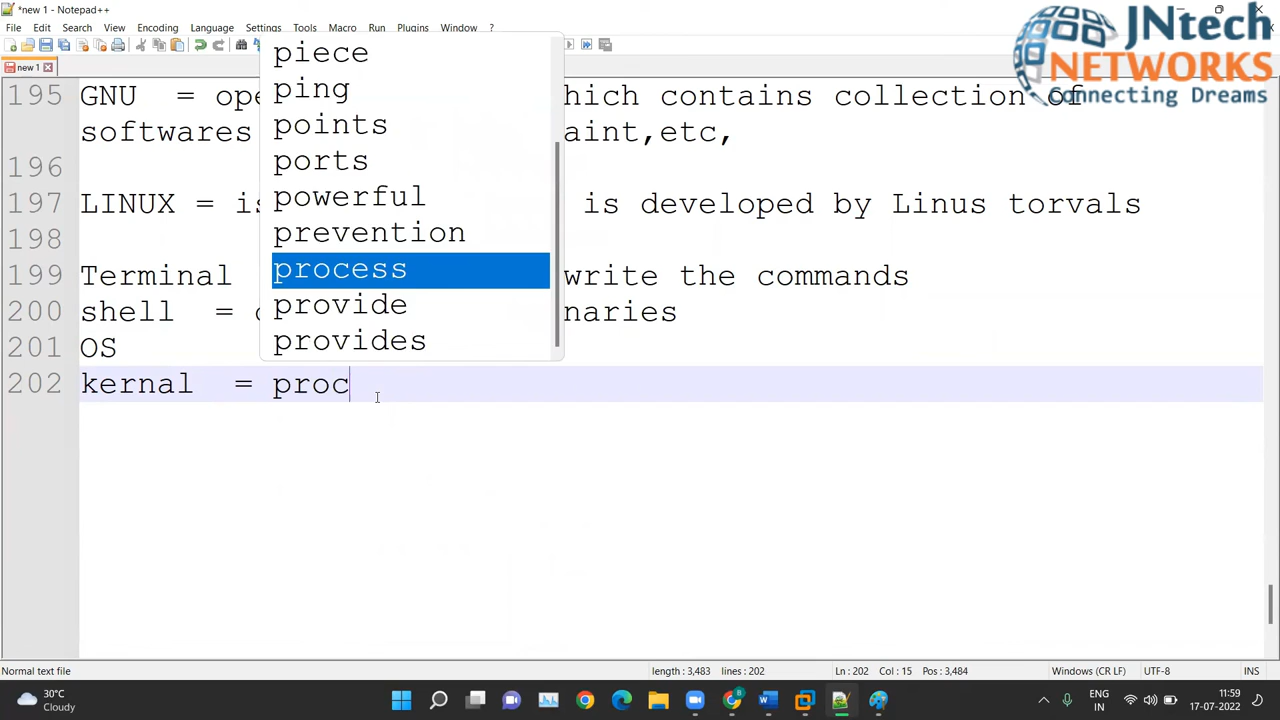 *new 1 - Notepad++
File Edit Search View Encoding Language Settings Tools Macro Run Plugins Window ?
JNtech
NETWORKS
Connecting Dreams
new 1
piece
ping
points
ports
powerful
prevention
process
provide
provides
195 GNU = ope which contains collection of
softwares aint,etc,
196
197 LINUX = is is developed by Linus torvals
198
199 Terminal write the commands
200 shell = naries
201 OS
202 kernal = proc
Normal text file length : 3,483 lines : 202 Ln : 202 Col : 15 Pos : 3,484 Windows (CR LF) UTF-8 INS
30°C
Cloudy
ENG
IN
11:59
17-07-2022